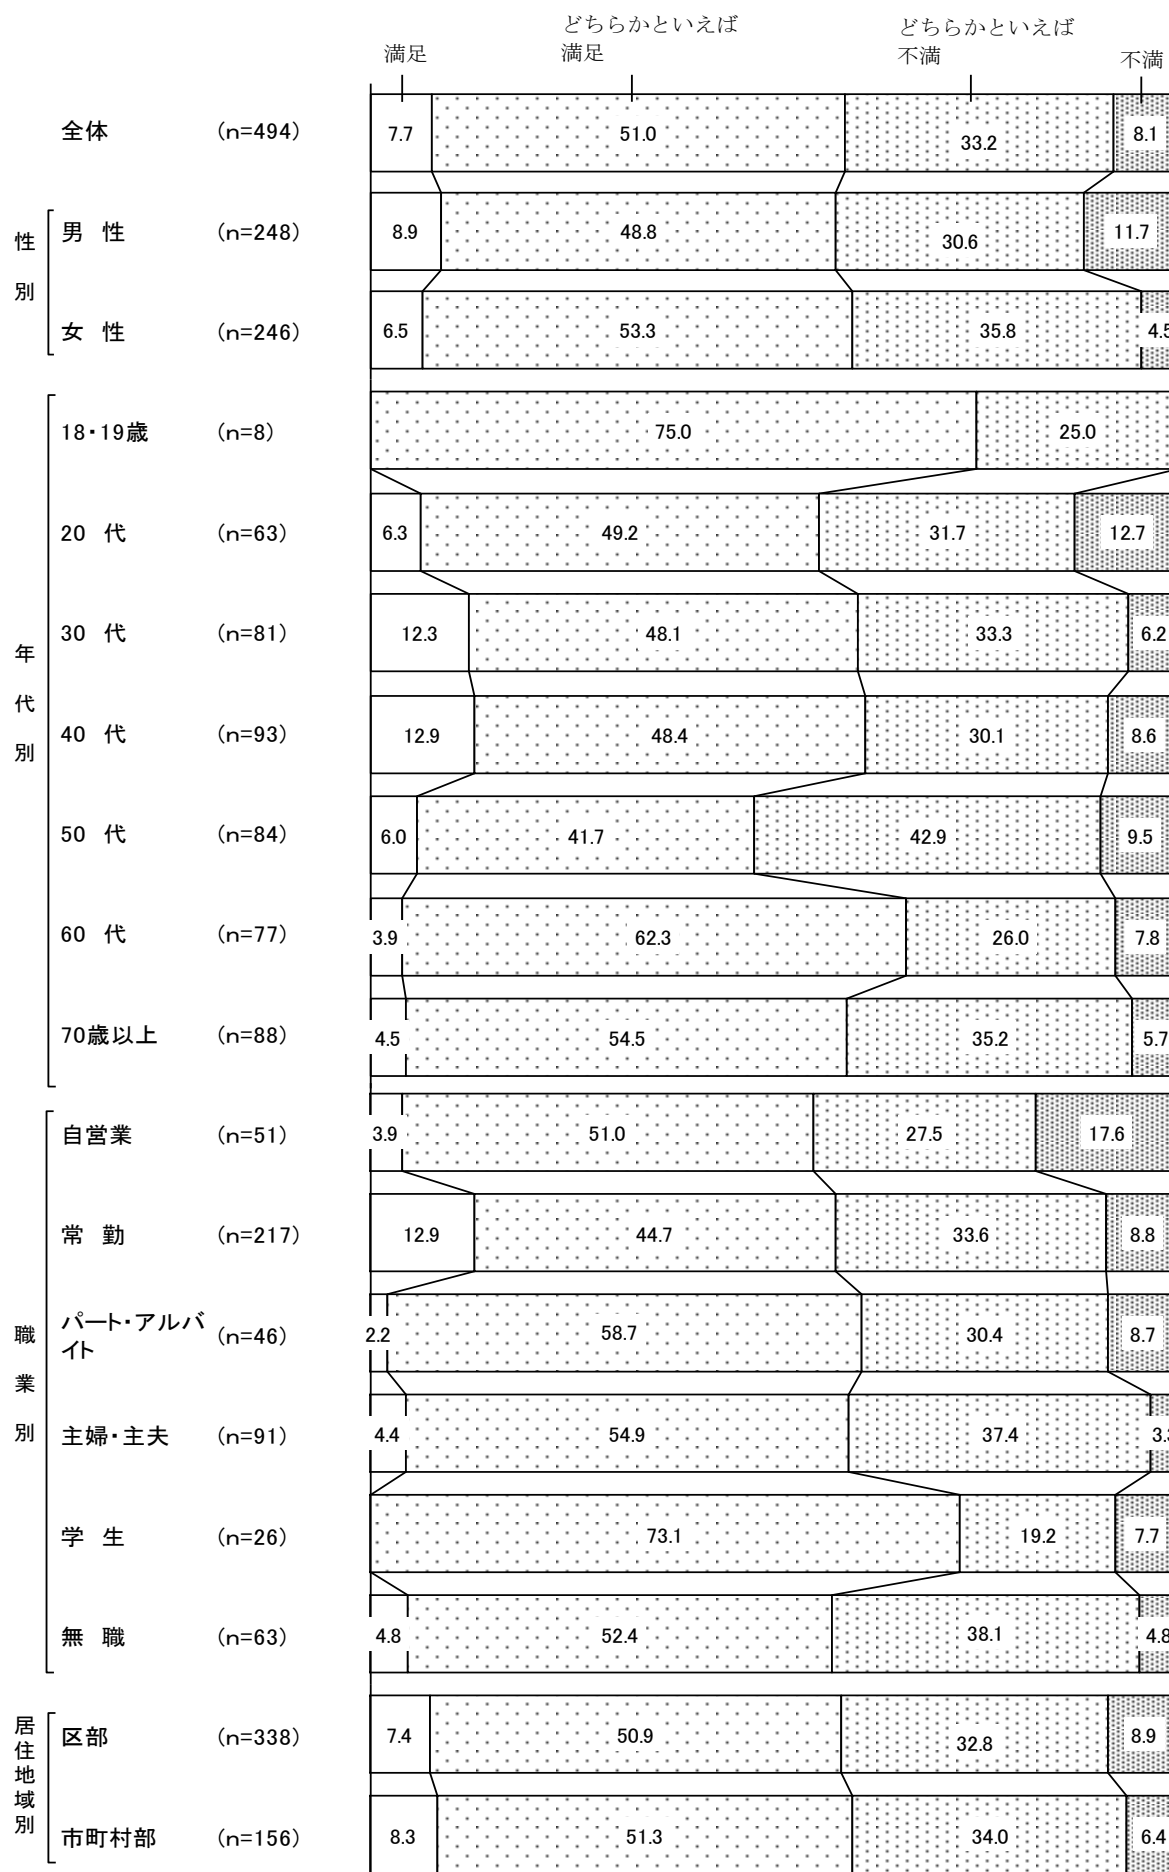 どちらかといえば
満足
どちらかといえば
不満
満足
不満
全体 (n=494) 7.7 51.0 33.2 8.1
性別
男 性 (n=248) 8.9 48.8 30.6 11.7
女 性 (n=246) 6.5 53.3 35.8 4.5
年代別
18・19歳 (n=8) 75.0 25.0
20 代 (n=63) 6.3 49.2 31.7 12.7
30 代 (n=81) 12.3 48.1 33.3 6.2
40 代 (n=93) 12.9 48.4 30.1 8.6
50 代 (n=84) 6.0 41.7 42.9 9.5
60 代 (n=77) 3.9 62.3 26.0 7.8
70歳以上 (n=88) 4.5 54.5 35.2 5.7
職業別
自営業 (n=51) 3.9 51.0 27.5 17.6
常 勤 (n=217) 12.9 44.7 33.6 8.8
パート・アルバ
イト
(n=46) 2.2 58.7 30.4 8.7
主婦・主夫 (n=91) 4.4 54.9 37.4 3.
学 生 (n=26) 73.1 19.2 7.7
無 職 (n=63) 4.8 52.4 38.1 4.8
居住地域別
区部 (n=338) 7.4 50.9 32.8 8.9
市町村部 (n=156) 8.3 51.3 34.0 6.4